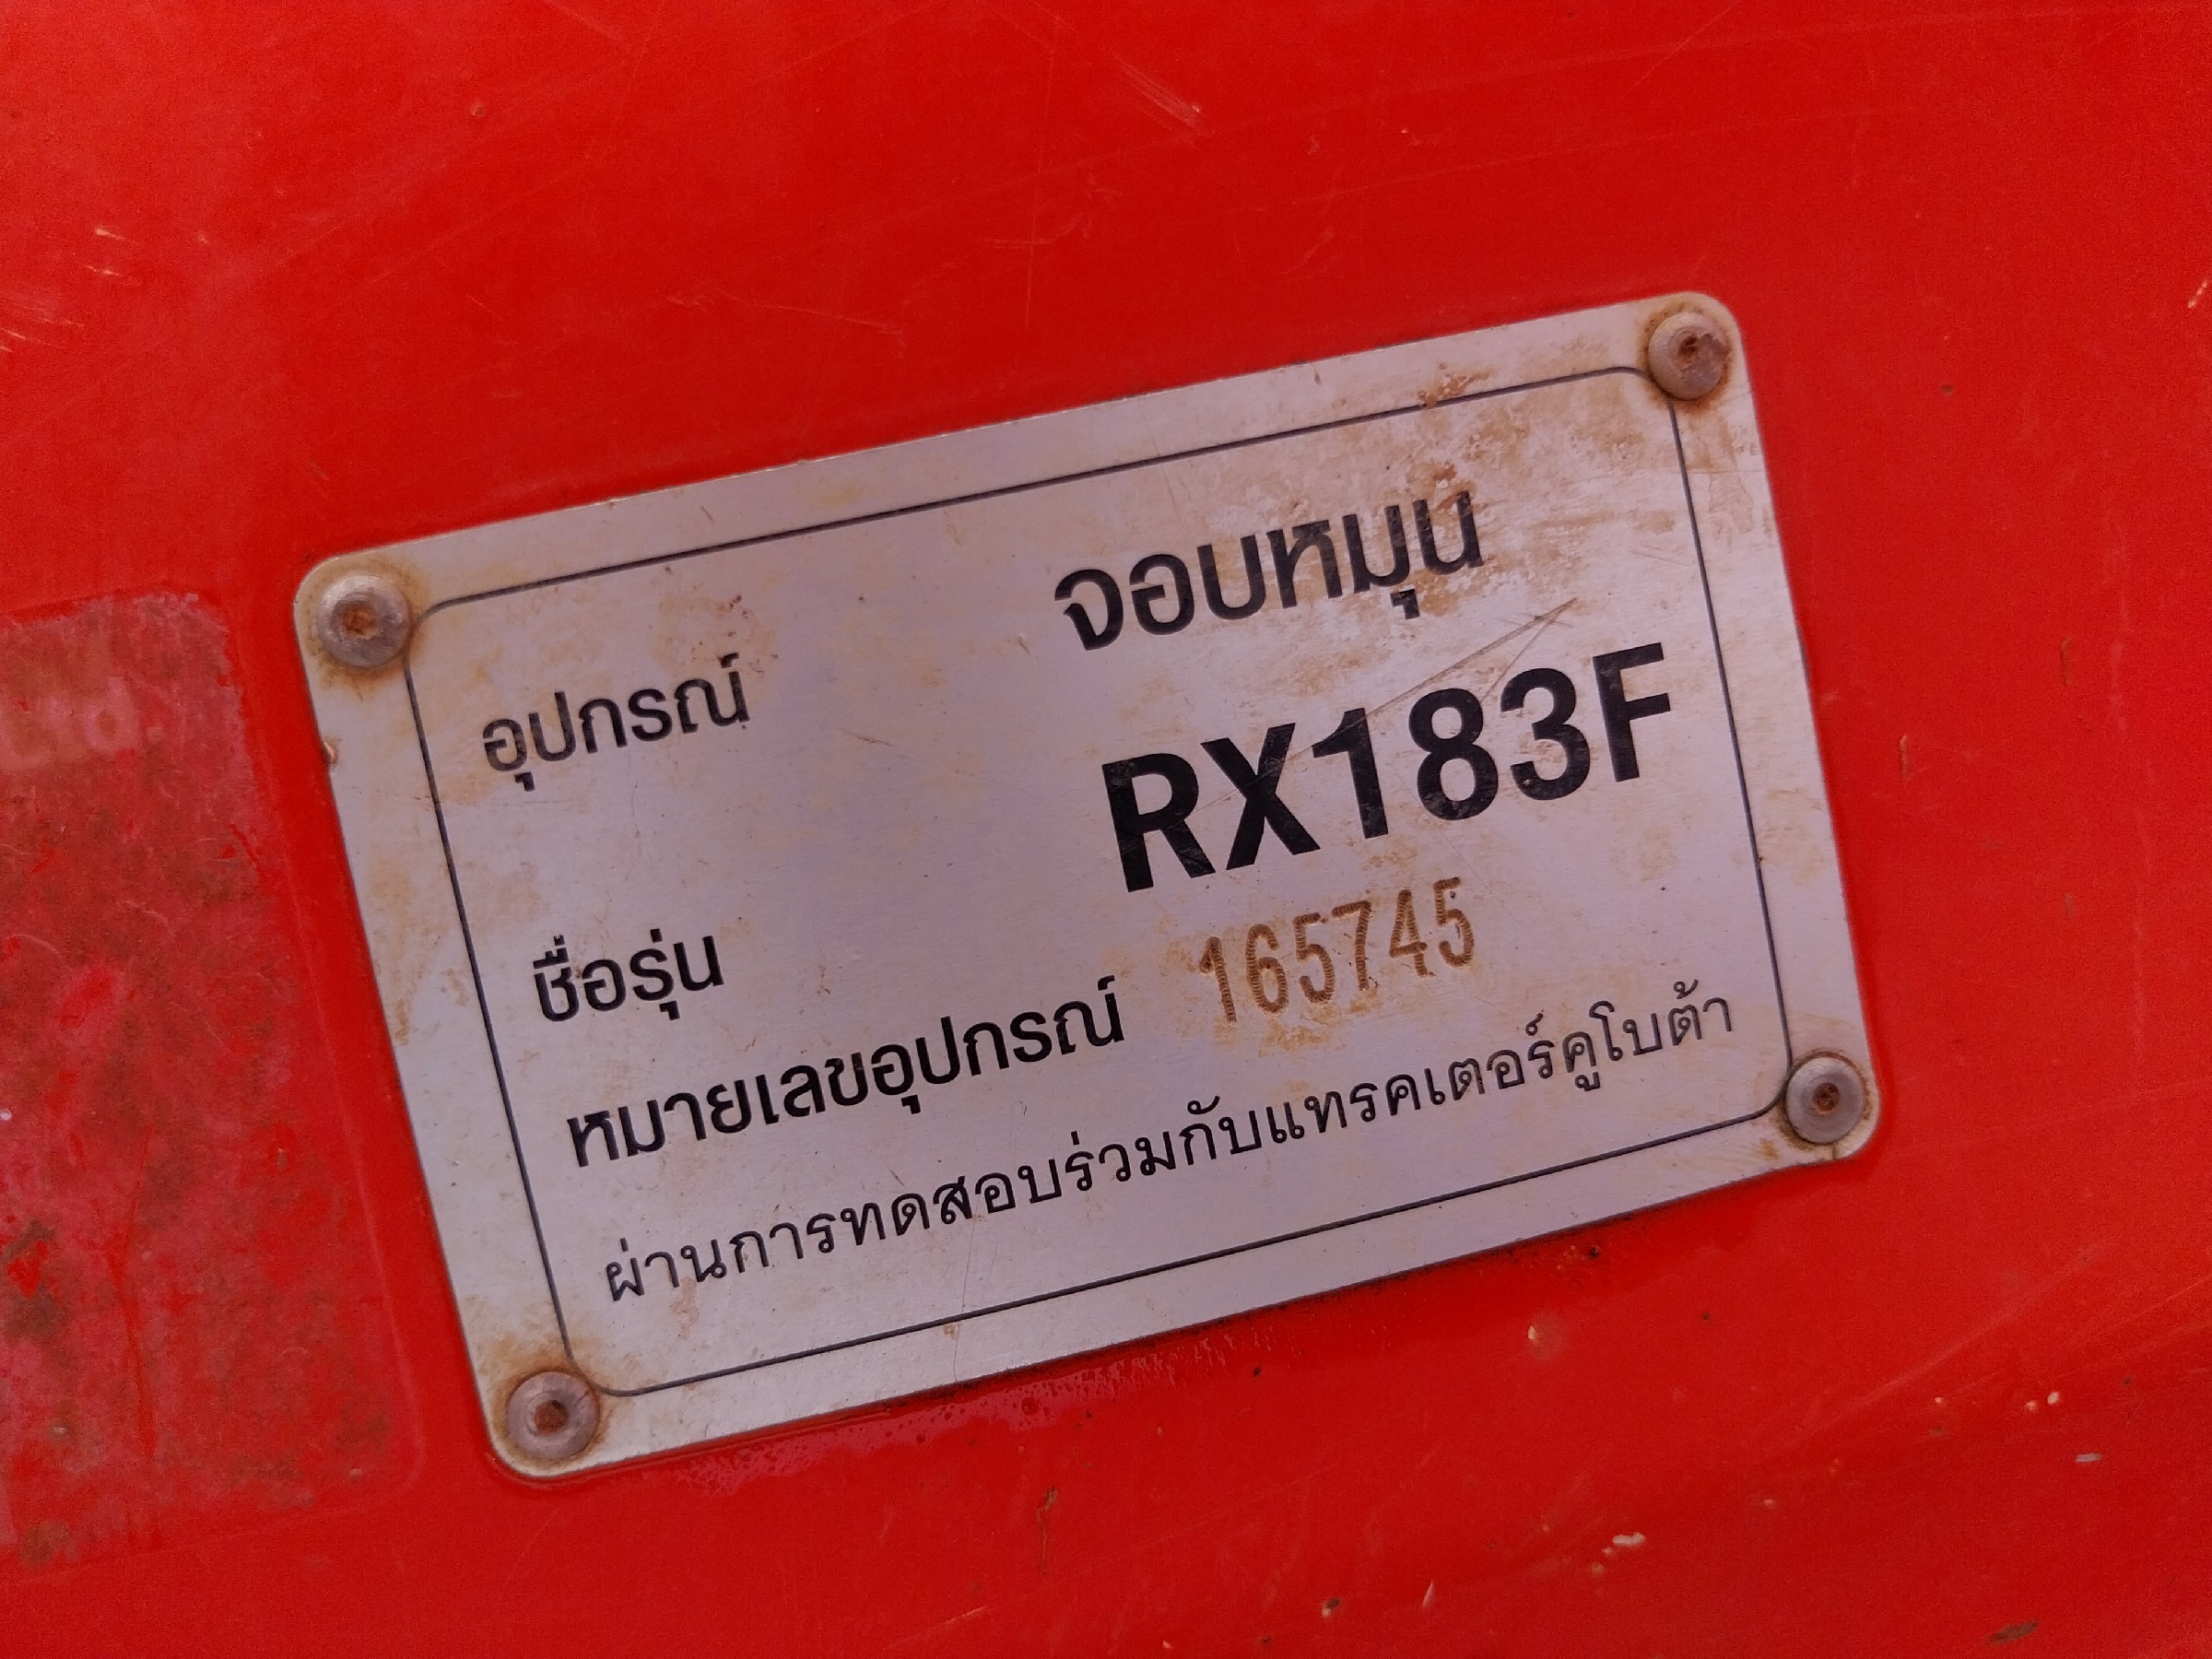 อุปกรณ์ จอบหมุน
ชื่อรุ่น RX183F
หมายเลขอุปกรณ์ 165745
ผ่านการทดสอบร่วมกับแทรคเตอร์คูโบต้า
Ltd.